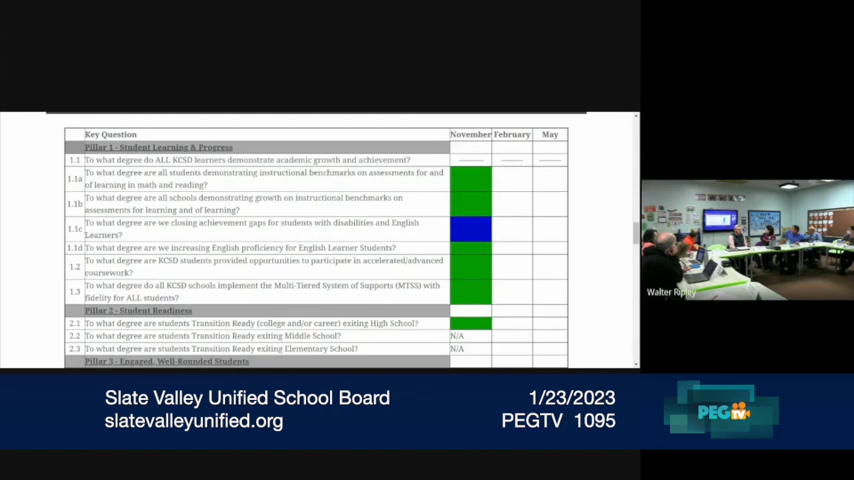 Key Question November February May
Pillar 1 - Student Learning & Progress
1.1 To what degree do ALL KCSD learners demonstrate academic growth and achievement?
1.1a To what degree are all students demonstrating instructional benchmarks on assessments for and
of learning in math and reading?
1.1b To what degree are all schools demonstrating growth on instructional benchmarks on
assessments for learning and of learning?
1.1c To what degree are we closing achievement gaps for students with disabilities and English
Learners?
1.1d To what degree are we increasing English proficiency for English Learner Students?
1.2 To what degree are KCSD students provided opportunities to participate in accelerated/advanced
coursework?
1.3 To what degree do all KCSD schools implement the Multi-Tiered System of Supports (MTSS) with
fidelity for ALL students?
Pillar 2 - Student Readiness
2.1 To what degree are students Transition Ready (college and/or career) exiting High School?
2.2 To what degree are students Transition Ready exiting Middle School? N/A
2.3 To what degree are students Transition Ready exiting Elementary School? N/A
Pillar 3 - Engaged, Well-Rounded Students
Walter Ripley
Slate Valley Unified School Board 1/23/2023
slatevalleyunified.org PEGTV 1095
PEGTV